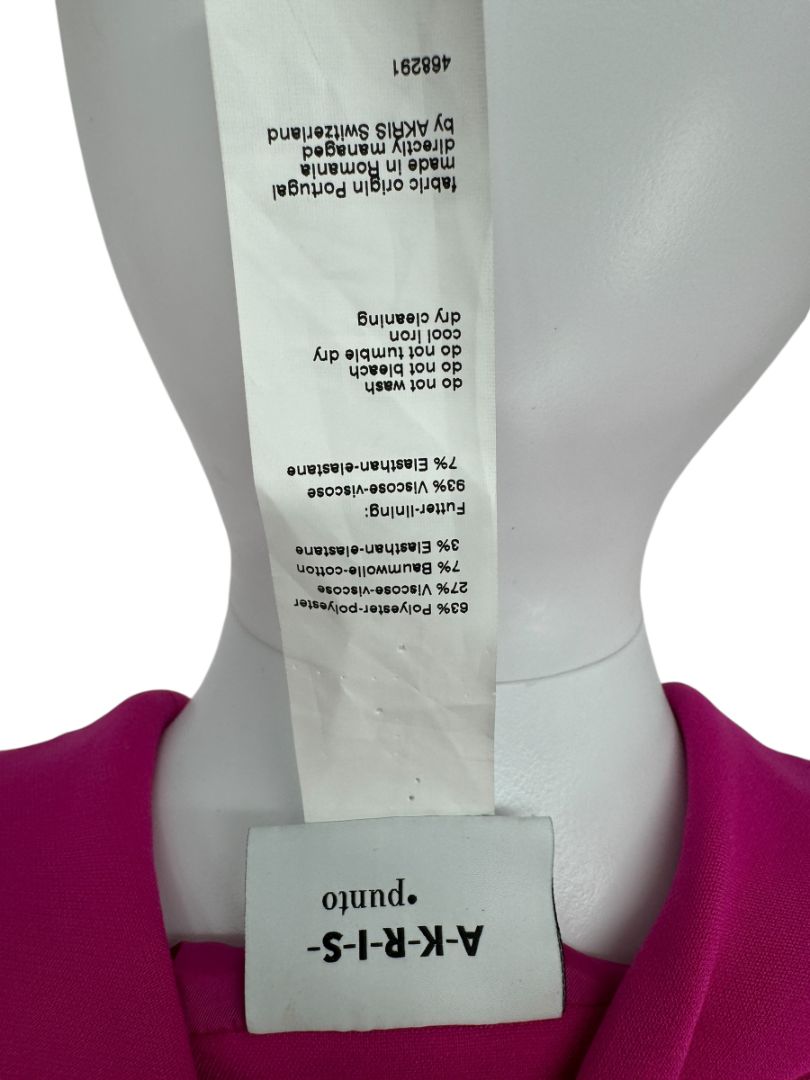 A-K-R-I-S-
•punto
63% Polyester-polyester
27% Viscose-viscose
7% Baumwolle-cotton
3% Elasthan-elastane
Futter-lining:
93% Viscose-viscose
7% Elasthan-elastane
do not wash
do not bleach
do not tumble dry
cool iron
dry cleaning
fabric origin Portugal
made in Romania
directly managed
by AKRIS Switzerland
468291